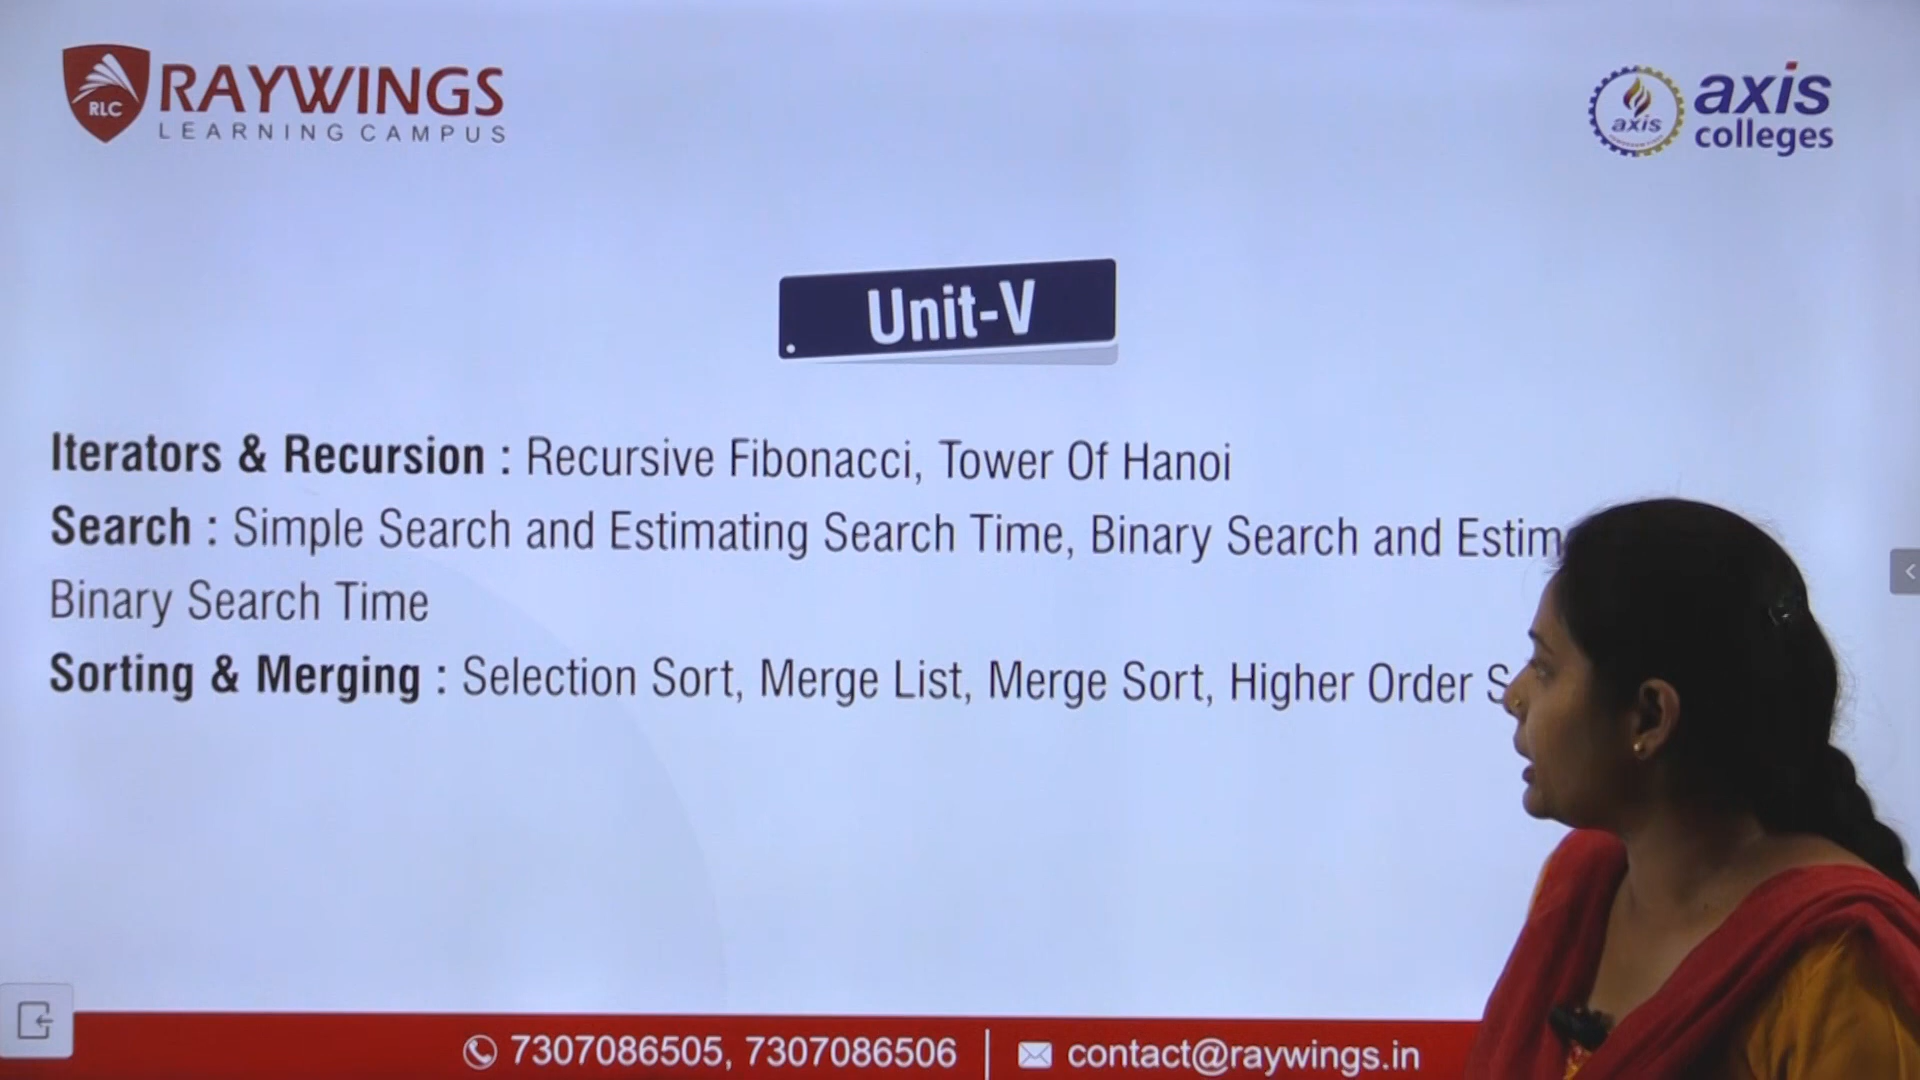 RLC
RAYWINGS
LEARNING CAMPUS
axis
axis
colleges
Unit-V
Iterators & Recursion : Recursive Fibonacci, Tower Of Hanoi
Search : Simple Search and Estimating Search Time, Binary Search and
Binary Search Time
Sorting & Merging : Selection Sort, Merge List, Merge Sort, Higher Order
7307086505, 7307086506 | contact@raywings.in